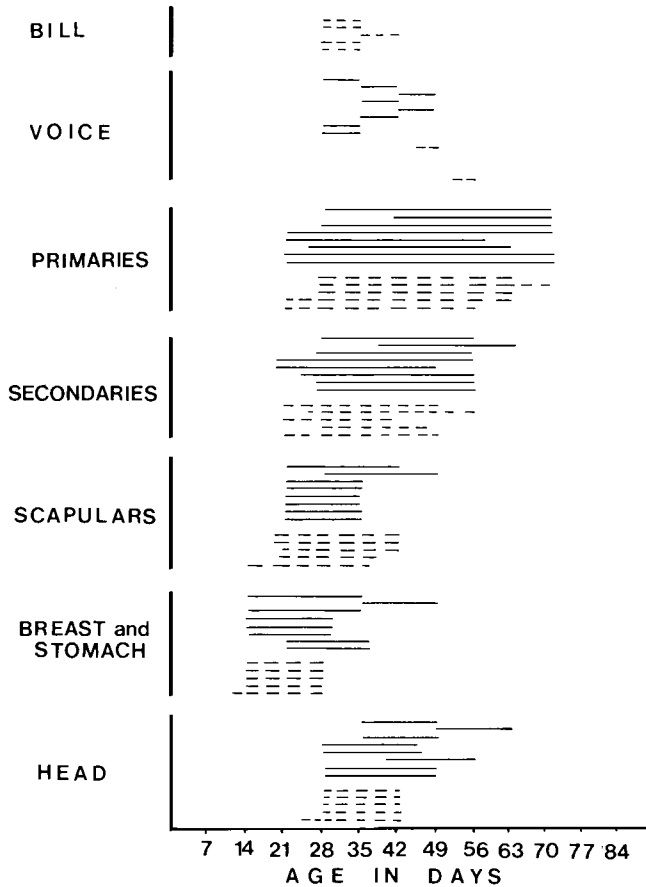 BILL
VOICE
PRIMARIES
SECONDARIES
SCAPULARS
BREAST and
STOMACH
HEAD
7 14 21 28 35 42 49 56 63 70 77 84
AGE IN DAYS